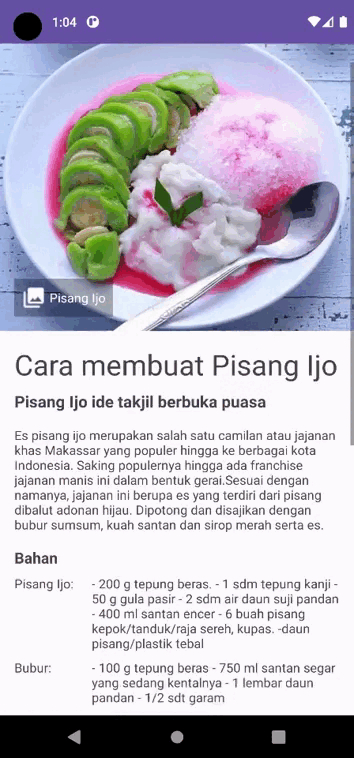 1:04
Pisang Ijo
Cara membuat Pisang Ijo
Pisang Ijo ide takjil berbuka puasa
Es pisang ijo merupakan salah satu camilan atau jajanan
khas Makassar yang populer hingga ke berbagai kota
Indonesia. Saking populernya hingga ada franchise
jajanan manis ini dalam bentuk gerai.Sesuai dengan
namanya, jajanan ini berupa es yang terdiri dari pisang
dibalut adonan hijau. Dipotong dan disajikan dengan
bubur sumsum, kuah santan dan sirop merah serta es.
Bahan
Pisang Ijo: - 200 g tepung beras. - 1 sdm tepung kanji -
50 g gula pasir - 2 sdm air daun suji pandan
- 400 ml santan encer - 6 buah pisang
kepok/tanduk/raja sereh, kupas. -daun
pisang/plastik tebal
Bubur: - 100 g tepung beras - 750 ml santan segar
yang sedang kentalnya - 1 lembar daun
pandan - 1/2 sdt garam